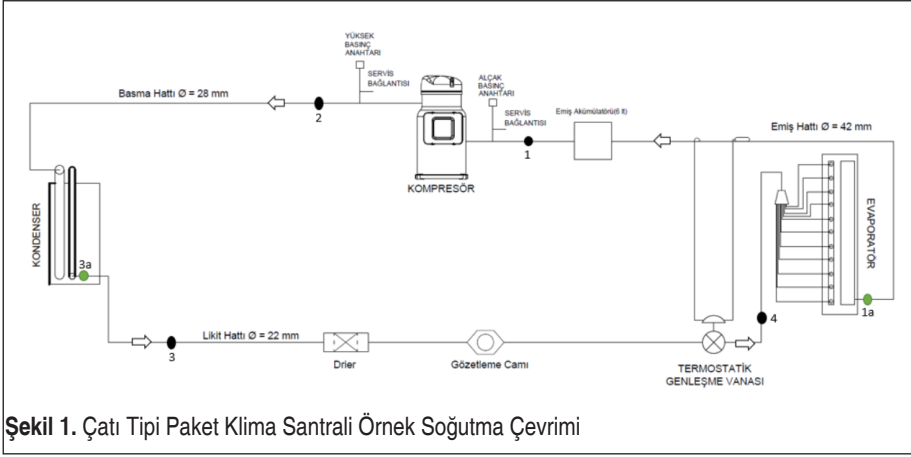 YÜKSEK
BASINÇ
ANAHTARI
SERVİS
BAĞLANTISI
ALÇAK
BASINÇ
ANAHTARI
SERVİS
BAĞLANTISI
Basma Hattı Ø = 28 mm
2
Emiş Akümülatörü(6 lt)
Emiş Hattı Ø = 42 mm
1
KOMPRESÖR
KONDENSER
3a
EVAPORATÖR
1a
4
Likit Hattı Ø = 22 mm
3
Drier
Gözetleme Camı
TERMOSTATİK
GENLEŞME VANASI
Şekil 1. Çatı Tipi Paket Klima Santrali Örnek Soğutma Çevrimi